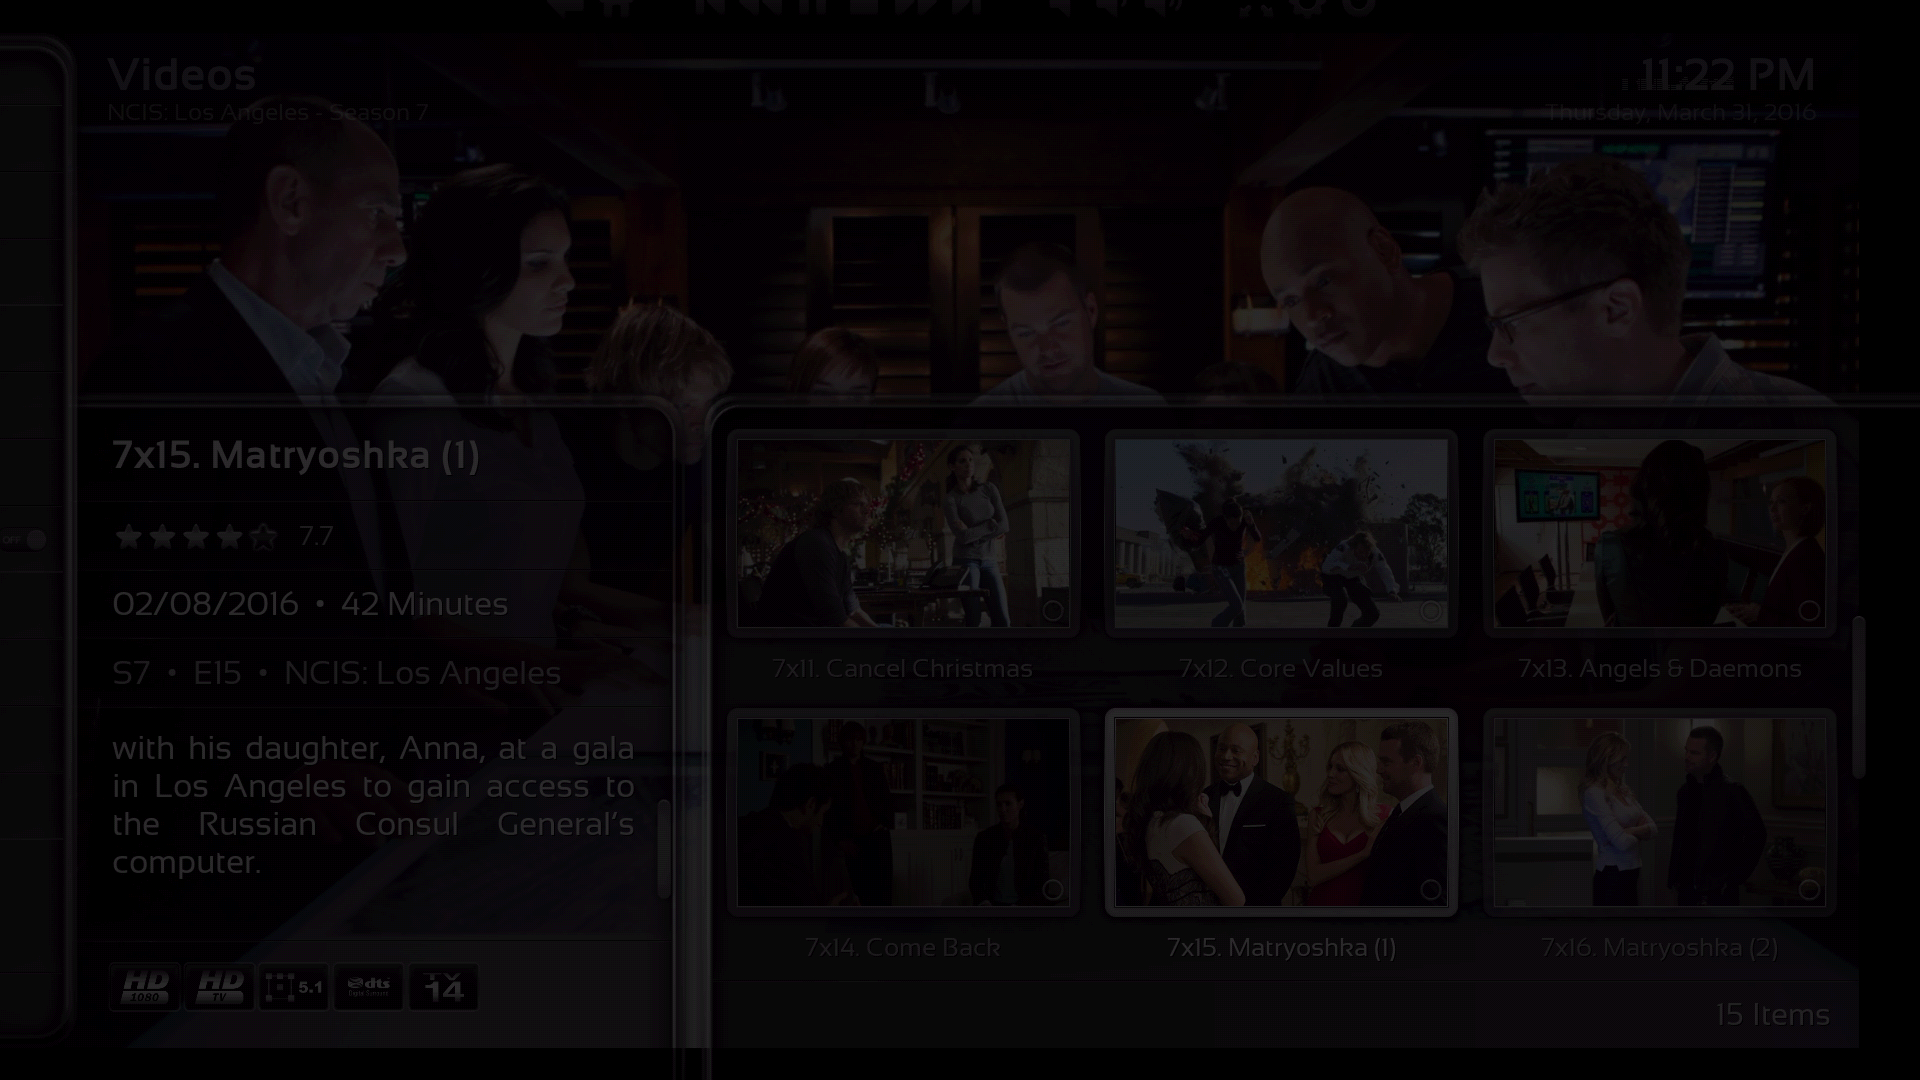 Videos
NCIS: Los Angeles - Season 7
11:22 PM
Thursday, March 31, 2016
7x15. Matryoshka (1)
7.7
02/08/2016 • 42 Minutes
S7 • E15 • NCIS: Los Angeles
with his daughter, Anna, at a gala
in Los Angeles to gain access to
the Russian Consul General's
computer.
OFF
HD 1080
HD TV
5.1
dts
TV 14
7x11. Cancel Christmas
7x12. Core Values
7x13. Angels & Daemons
7x14. Come Back
7x15. Matryoshka (1)
7x16. Matryoshka (2)
15 Items